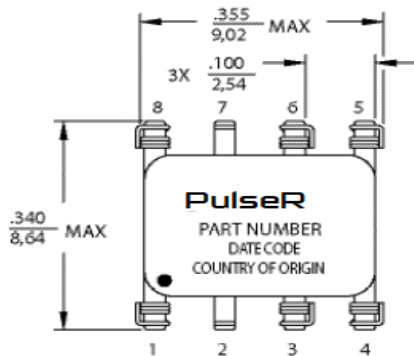 .355
9,02 MAX
3X .100
2,54
8 7 6 5
.340
8,64 MAX
PulseR
PART NUMBER
DATE CODE
COUNTRY OF ORIGIN
1 2 3 4